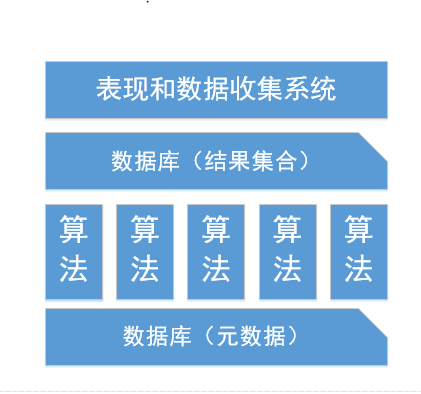 表现和数据收集系统
数据库（结果集合）
算法 算法 算法 算法 算法
数据库（元数据）